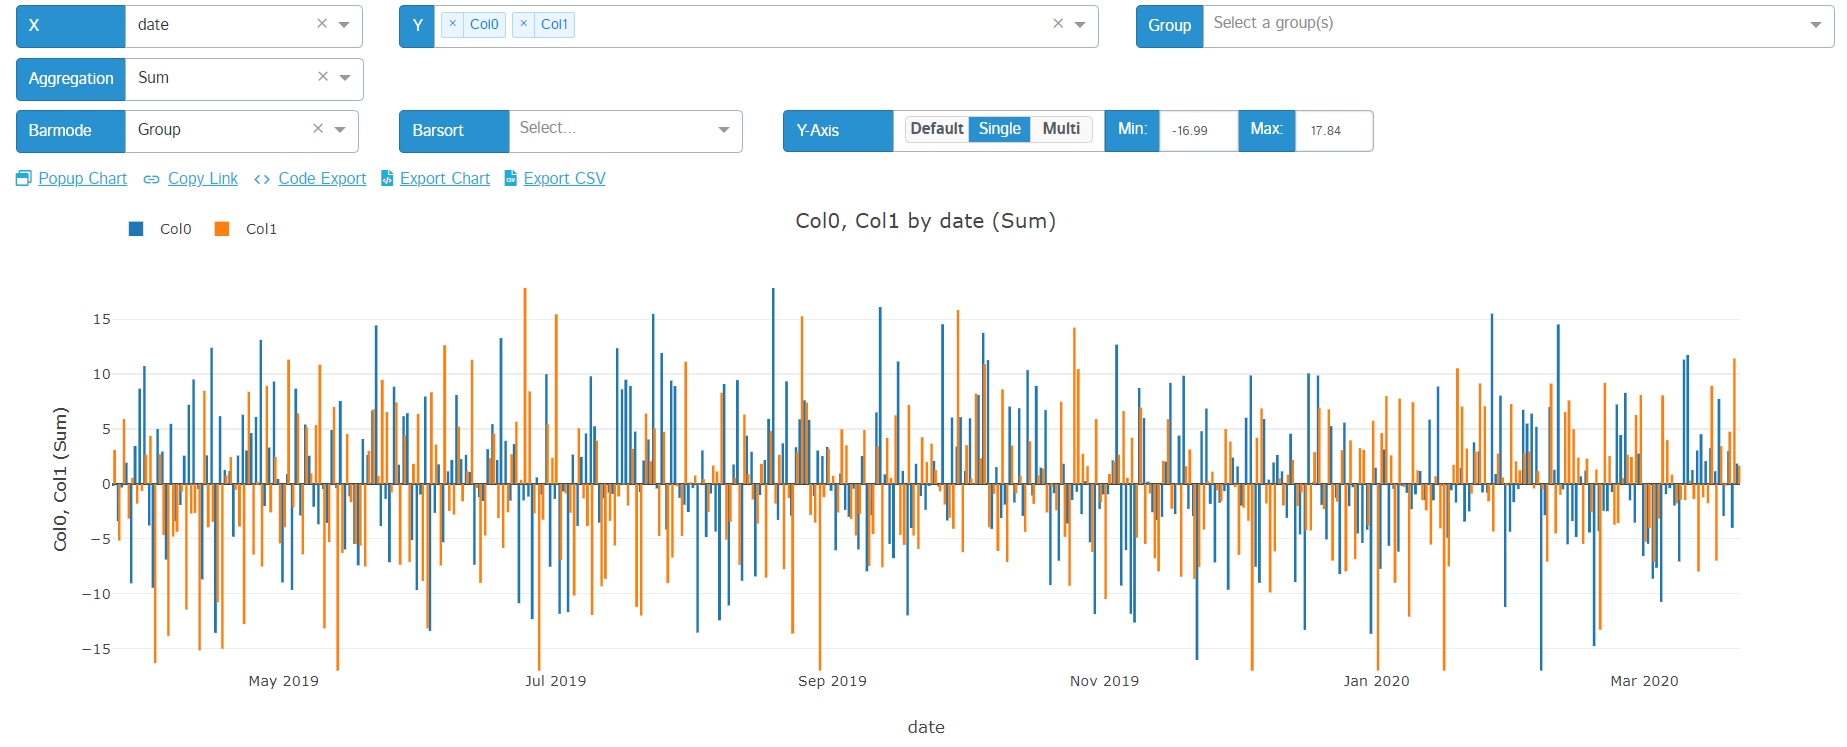 X date × Y × Col0 × Col1 × Group Select a group(s)
Aggregation Sum ×
Barmode Group × Barsort Select... Y-Axis Default Single Multi Min: -16.99 Max: 17.84
Popup Chart Copy Link Code Export Export Chart Export CSV
Col0, Col1 by date (Sum)
Col0 Col1
15
10
5
0
−5
−10
−15
Col0, Col1 (Sum)
May 2019 Jul 2019 Sep 2019 Nov 2019 Jan 2020 Mar 2020
date